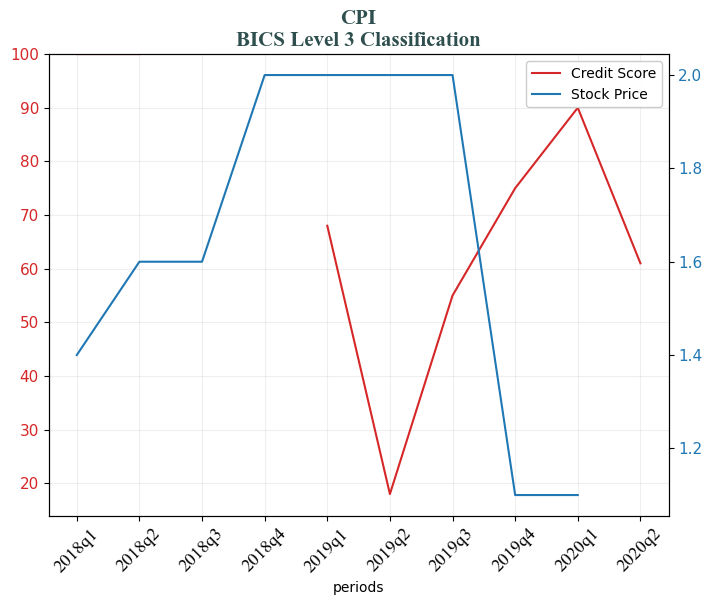 CPI
BICS Level 3 Classification
Credit Score
Stock Price
100
90
80
70
60
50
40
30
20
2.0
1.8
1.6
1.4
1.2
2018q1
2018q2
2018q3
2018q4
2019q1
2019q2
2019q3
2019q4
2020q1
2020q2
periods